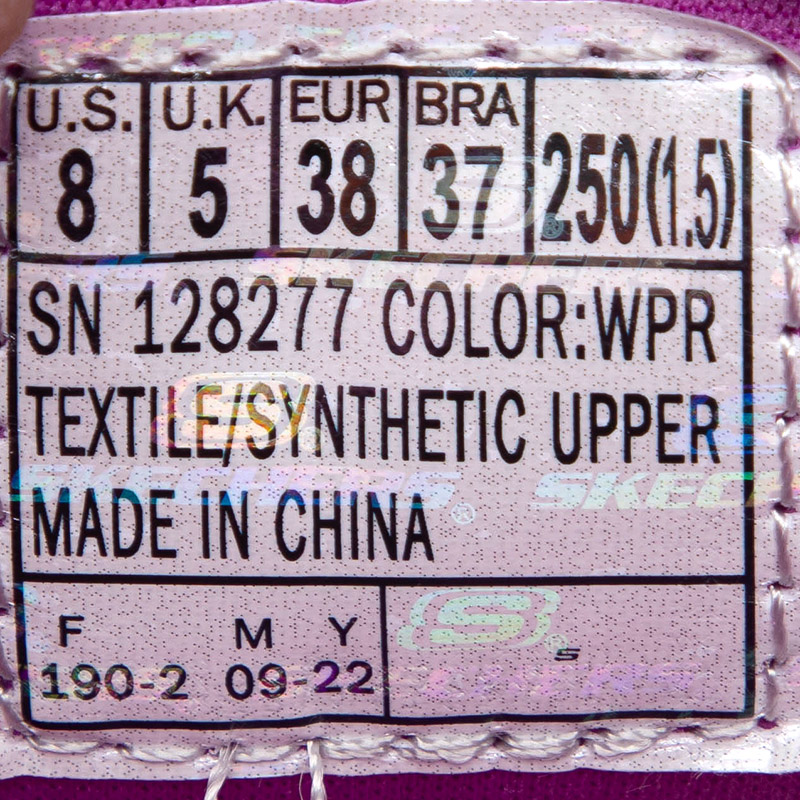 U.S. U.K. EUR BRA
8 5 38 37 250(1.5)
SN 128277 COLOR:WPR
TEXTILE/SYNTHETIC UPPER
SKECHERS
MADE IN CHINA
F M Y
190-2 09-22
S